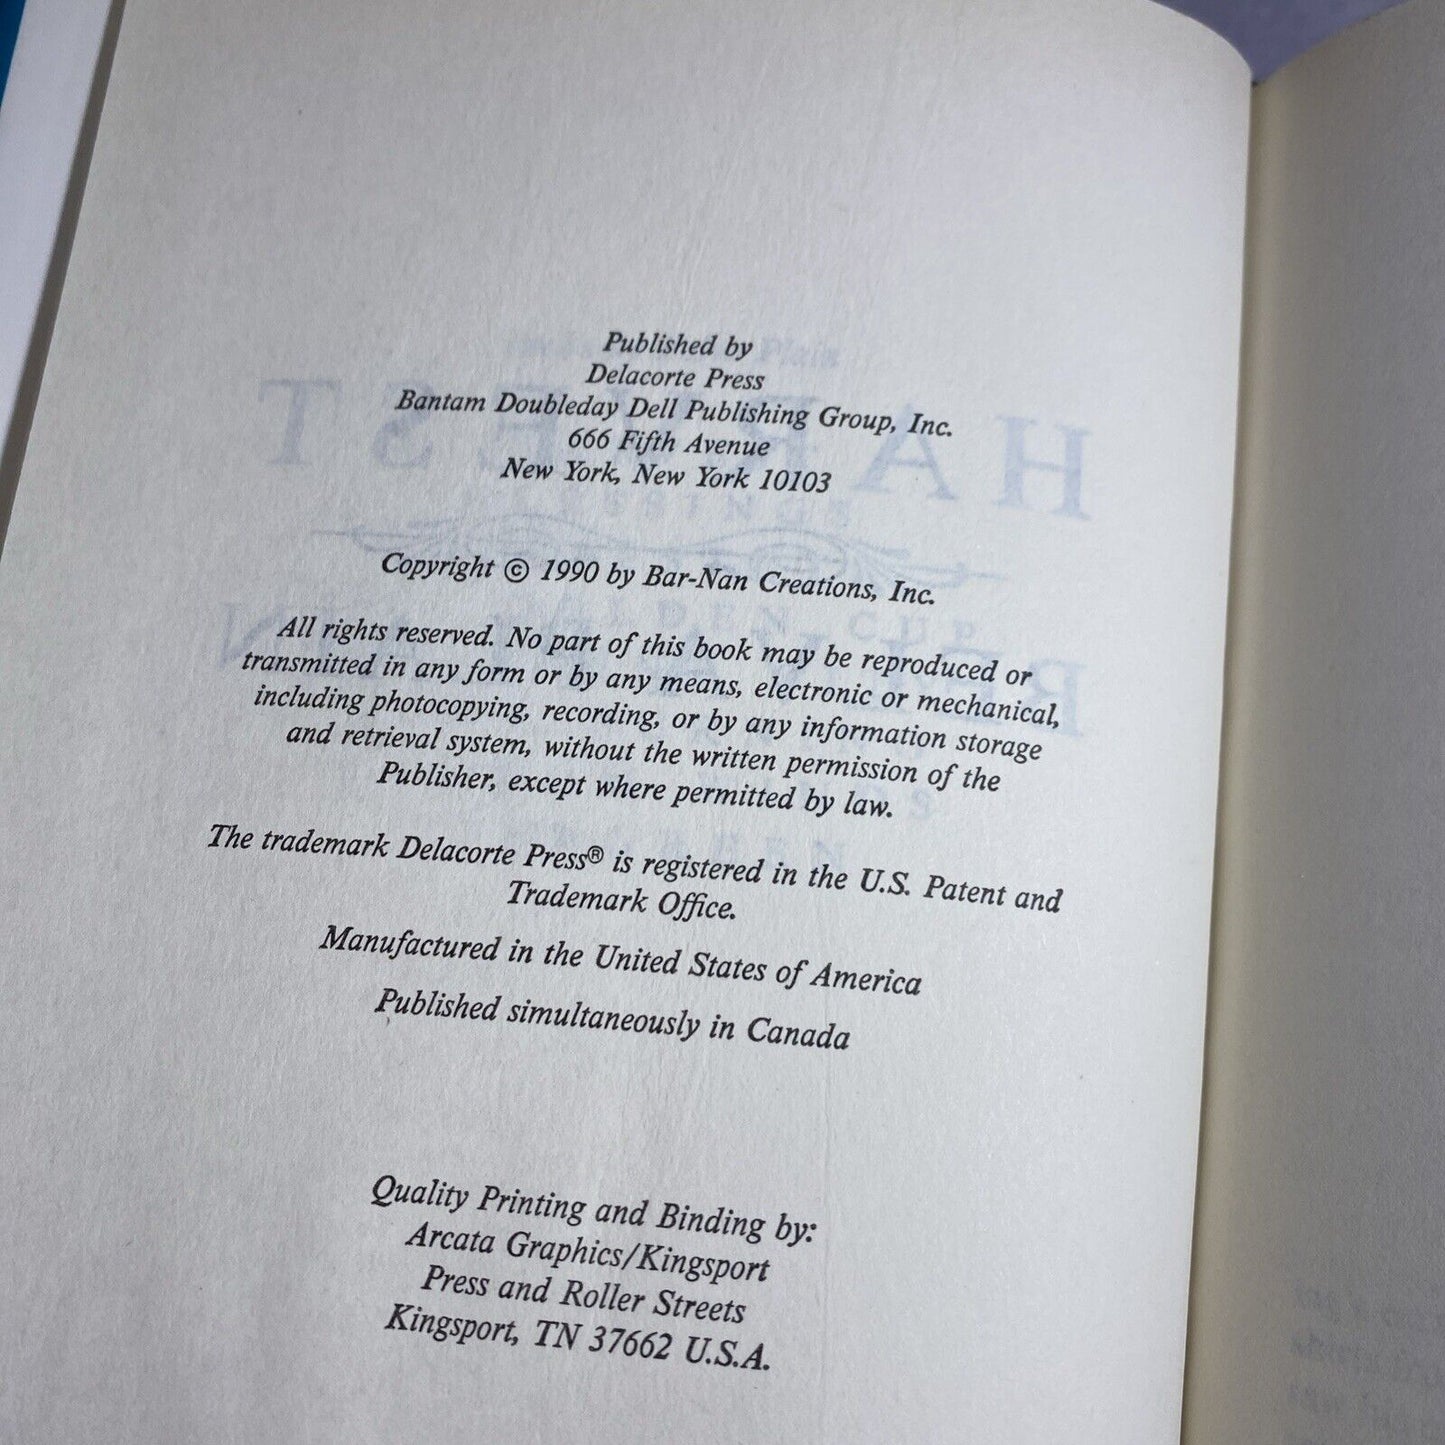 Published by
Delacorte Press
Bantam Doubleday Dell Publishing Group, Inc.
666 Fifth Avenue
New York, New York 10103
Copyright © 1990 by Bar-Nan Creations, Inc.
All rights reserved. No part of this book may be reproduced or
transmitted in any form or by any means, electronic or mechanical,
including photocopying, recording, or by any information storage
and retrieval system, without the written permission of the
Publisher, except where permitted by law.
The trademark Delacorte Press® is registered in the U.S. Patent and
Trademark Office.
Manufactured in the United States of America
Published simultaneously in Canada
Quality Printing and Binding by:
Arcata Graphics/Kingsport
Press and Roller Streets
Kingsport, TN 37662 U.S.A.